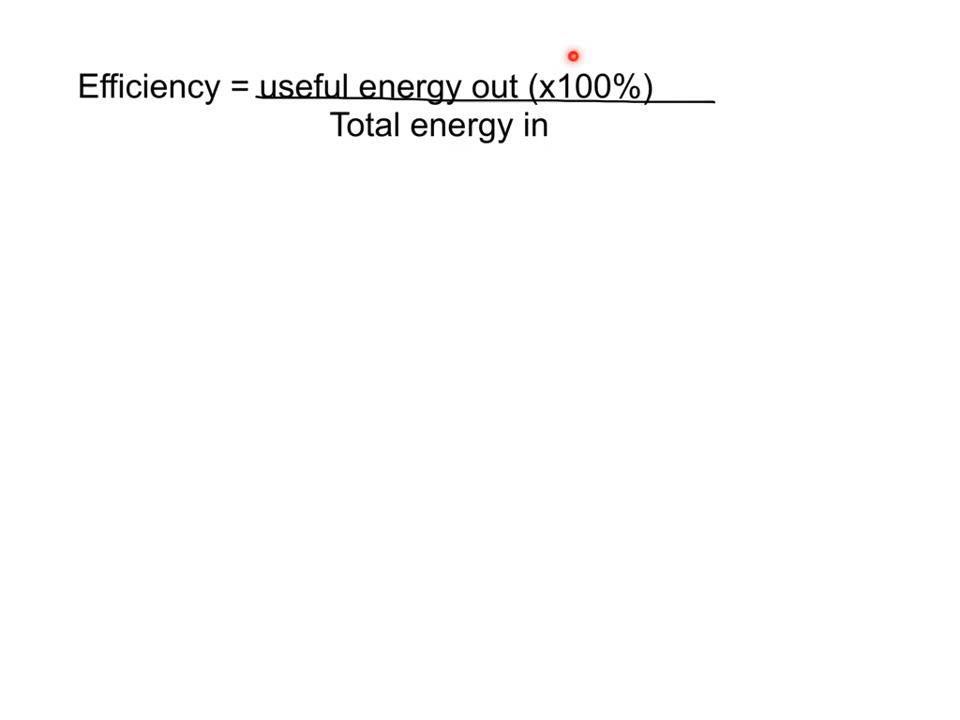 Efficiency = useful energy out (x100%)
Total energy in